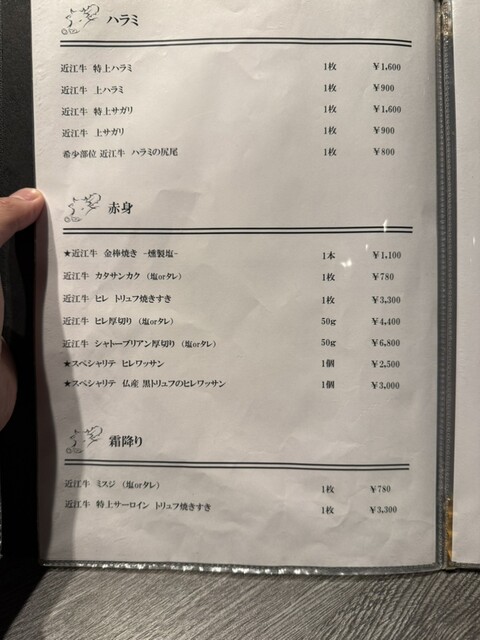 ハラミ
近江牛 特上ハラミ 1枚 ￥1,600
近江牛 上ハラミ 1枚 ￥900
近江牛 特上サガリ 1枚 ￥1,600
近江牛 上サガリ 1枚 ￥900
希少部位 近江牛 ハラミの尻尾 1枚 ￥800
赤身
★近江牛 金棒焼き -燻製塩- 1本 ￥1,100
近江牛 カタサンカク (塩orタレ) 1枚 ￥780
近江牛 ヒレ トリュフ焼きすき 1枚 ￥3,300
近江牛 ヒレ厚切り (塩orタレ) 50g ￥4,400
近江牛 シャトーブリアン厚切り (塩orタレ) 50g ￥6,800
★スペシャリテ ヒレワッサン 1個 ￥2,500
★スペシャリテ 仏産 黒トリュフのヒレワッサン 1個 ￥3,000
霜降り
近江牛 ミスジ (塩orタレ) 1枚 ￥780
近江牛 特上サーロイン トリュフ焼きすき 1枚 ￥3,300